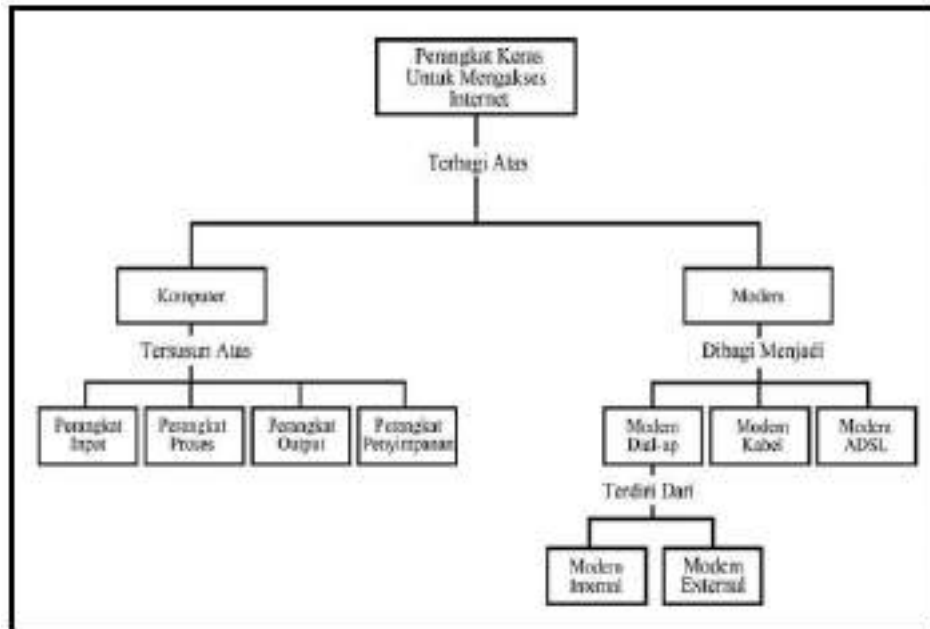 Perangkat Keras
Untuk Mengakses
Internet
Terbagi Atas
Komputer
Modem
Tersusun Atas
Dibagi Menjadi
Perangkat
Input
Perangkat
Proses
Perangkat
Output
Perangkat
Penyimpanan
Modem
Dial-up
Modem
Kabel
Modem
ADSL
Terdiri Dari
Modem
Internal
Modem
External